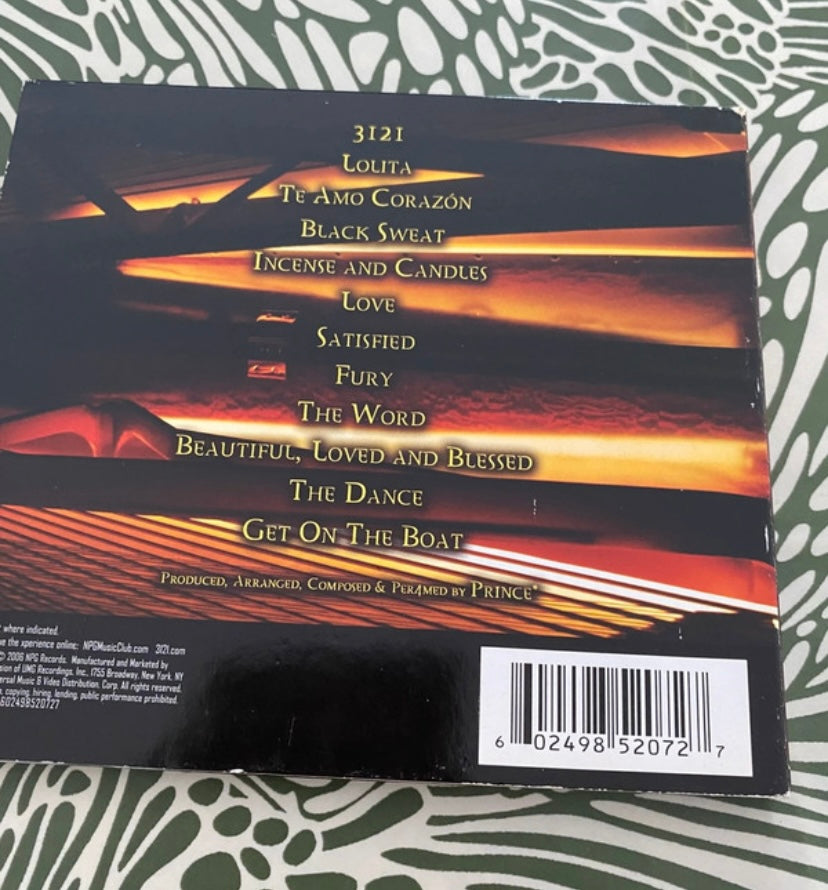 3121
Lolita
Te Amo Corazón
Black Sweat
Incense and Candles
Love
Satisfied
Fury
The Word
Beautiful, Loved and Blessed
The Dance
Get On The Boat
Produced, Arranged, Composed & Per4med by Prince*
where indicated.
the xperience online: NPGMusicClub.com 3121.com
© 2006 NPG Records. Manufactured and Marketed by
of UMG Recordings, Inc., 1755 Broadway, New York, NY
Music & Video Distribution, Corp. All rights reserved.
copying, hiring, lending, public performance prohibited.
602498520727
6 02498 52072 7